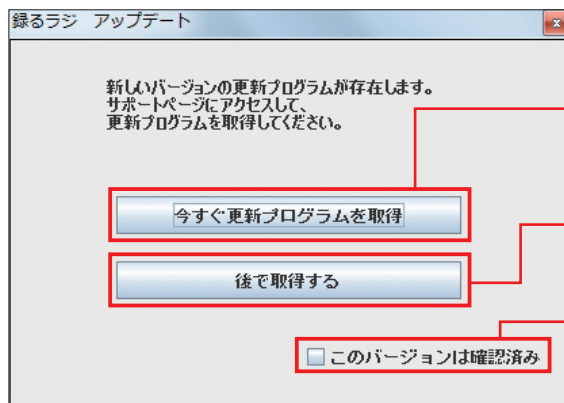 録るラジ アップデート
新しいバージョンの更新プログラムが存在します。
サポートページにアクセスして、
更新プログラムを取得してください。
今すぐ更新プログラムを取得
後で取得する
このバージョンは確認済み